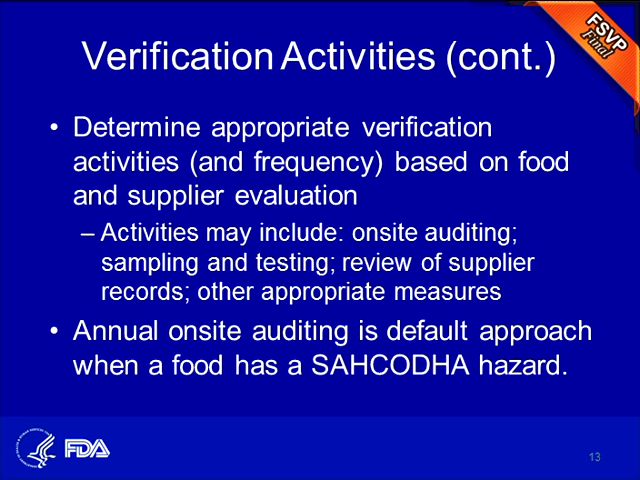 FSVP
Final
Verification Activities (cont.)
• Determine appropriate verification
activities (and frequency) based on food
and supplier evaluation
– Activities may include: onsite auditing;
sampling and testing; review of supplier
records; other appropriate measures
• Annual onsite auditing is default approach
when a food has a SAHCODHA hazard.
FDA
13